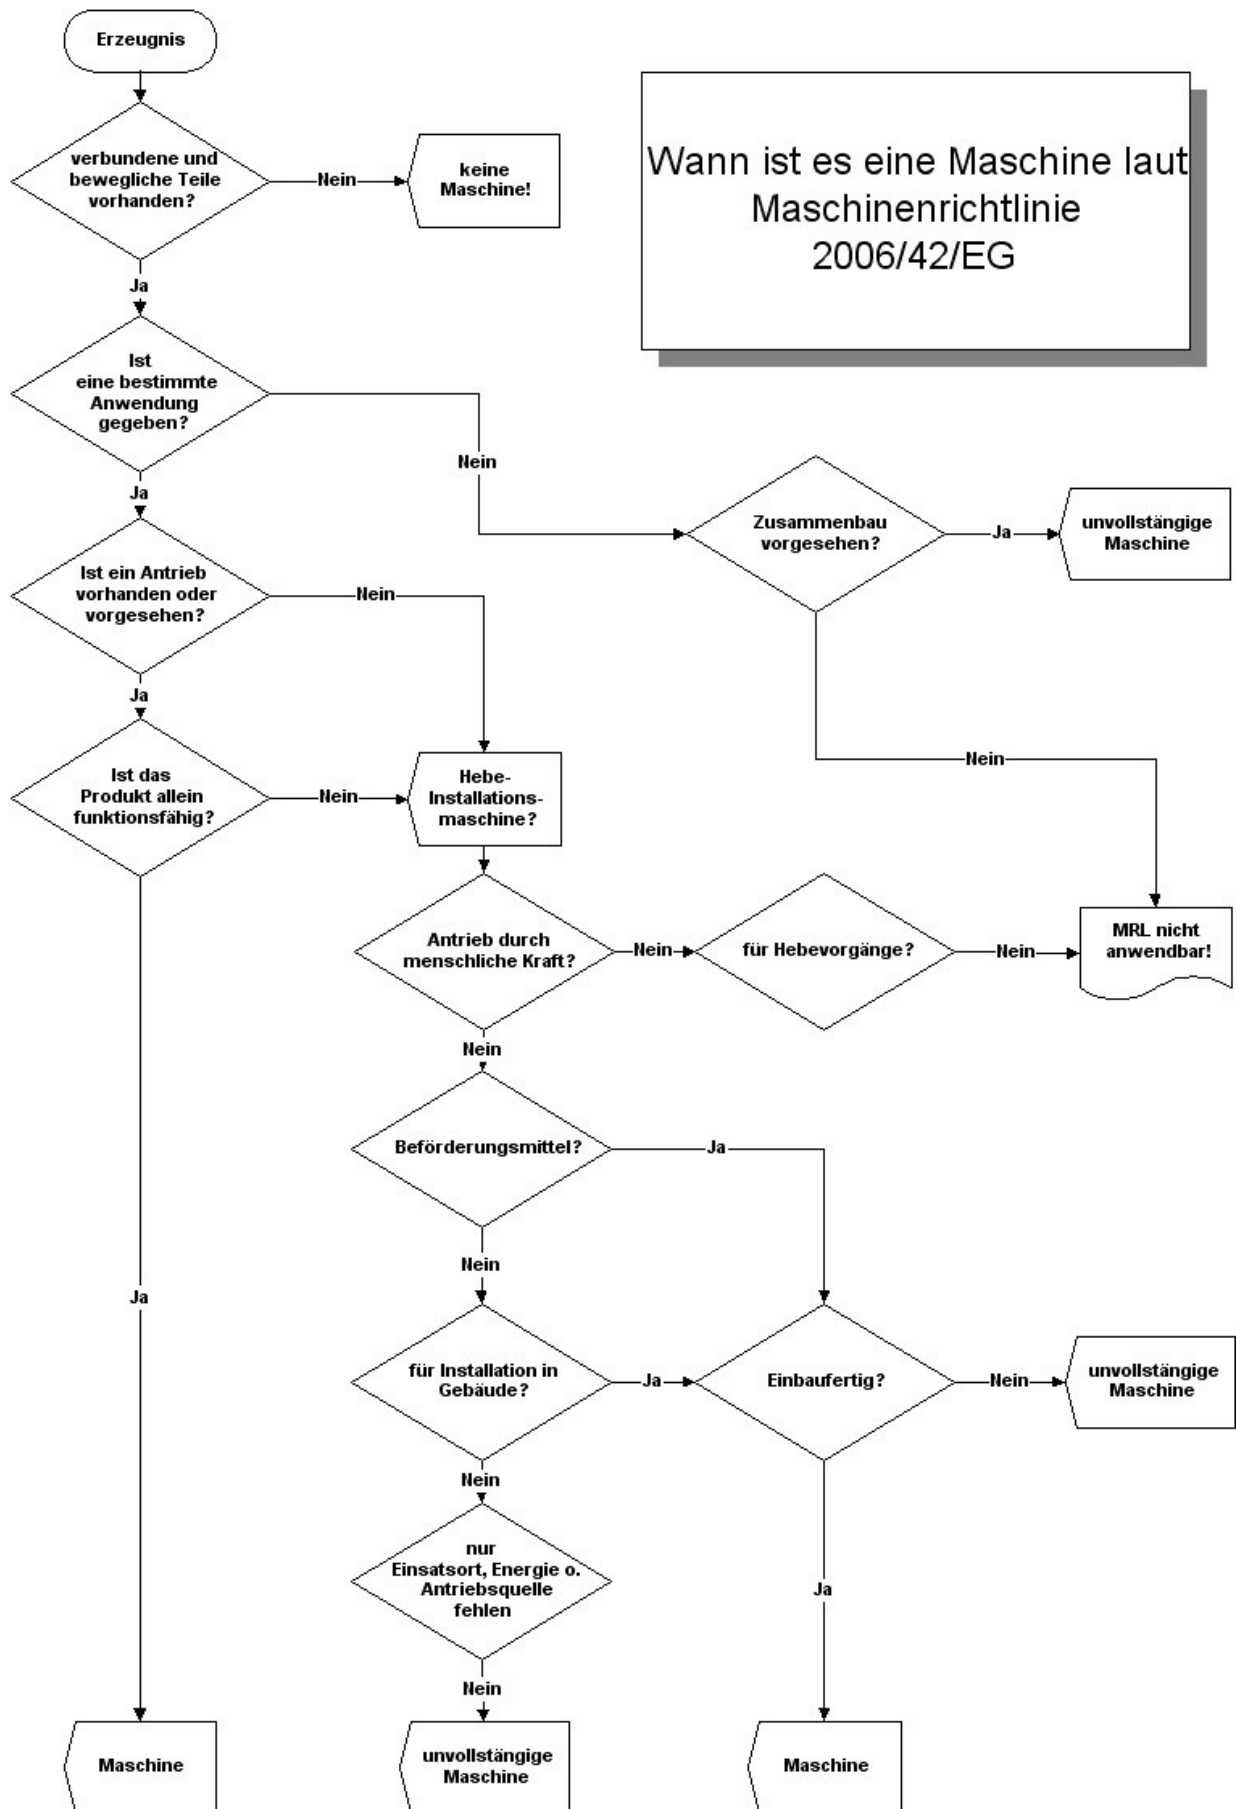 Erzeugnis
Wann ist es eine Maschine laut
Maschinenrichtlinie
2006/42/EG
verbundene und
bewegliche Teile
vorhanden?
Nein
keine
Maschine!
Ja
Ist
eine bestimmte
Anwendung
gegeben?
Nein
Ja
Zusammenbau
vorgesehen?
Ja
unvollstängige
Maschine
Ist ein Antrieb
vorhanden oder
vorgesehen?
Nein
Ja
Nein
Ist das
Produkt allein
funktionsfähig?
Nein
Hebe-
Installations-
maschine?
Antrieb durch
menschliche Kraft?
Nein
für Hebevorgänge?
Nein
MRL nicht
anwendbar!
Nein
Beförderungsmittel?
Ja
Nein
Ja
für Installation in
Gebäude?
Ja
Einbaufertig?
Nein
unvollstängige
Maschine
Nein
nur
Einsatsort, Energie o.
Antriebsquelle
fehlen
Ja
Nein
Maschine
unvollstängige
Maschine
Maschine